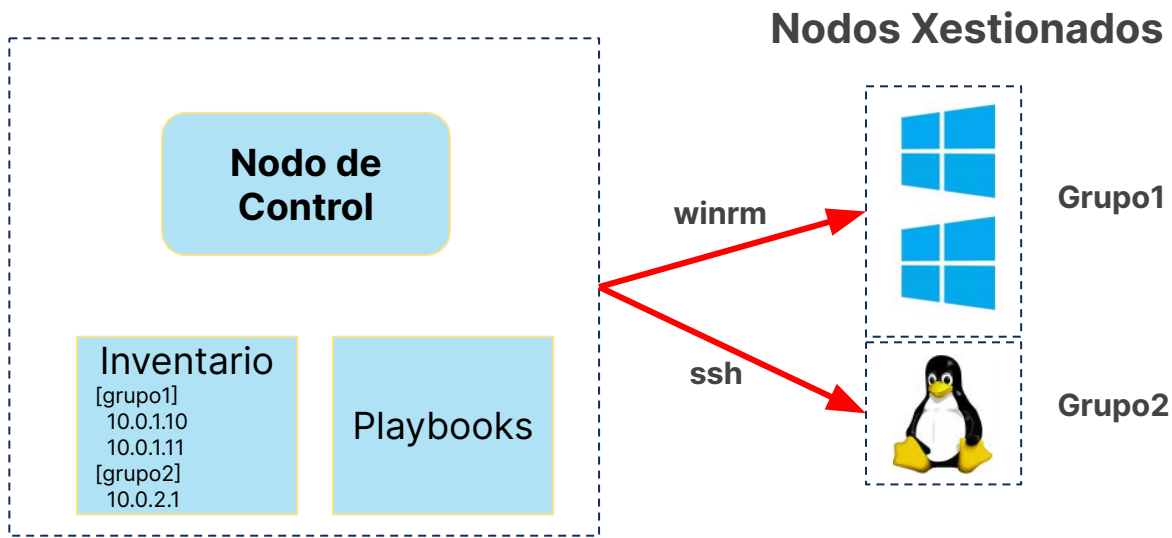 Nodos Xestionados
Nodo de
Control
winrm
Grupo1
Inventario
[grupo1]
10.0.1.10
10.0.1.11
[grupo2]
10.0.2.1
Playbooks
ssh
Grupo2